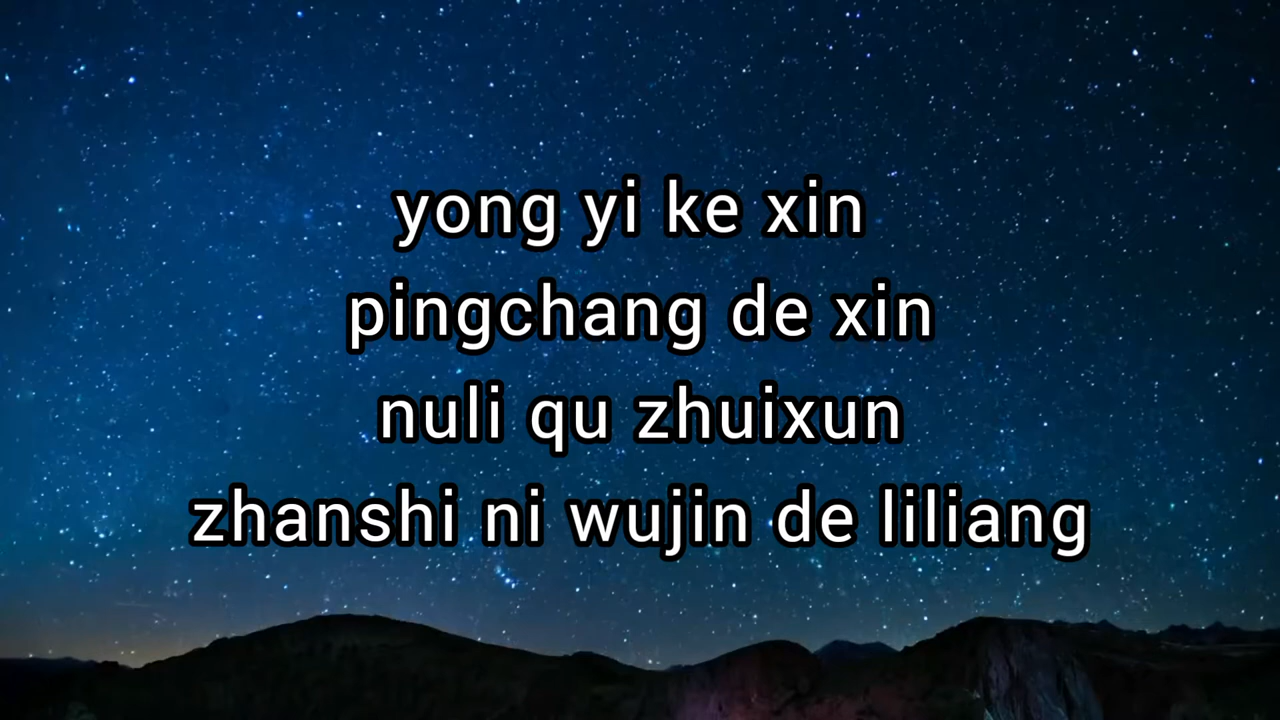 yong yi ke xin
pingchang de xin
nuli qu zhuixun
zhanshi ni wujin de liliang